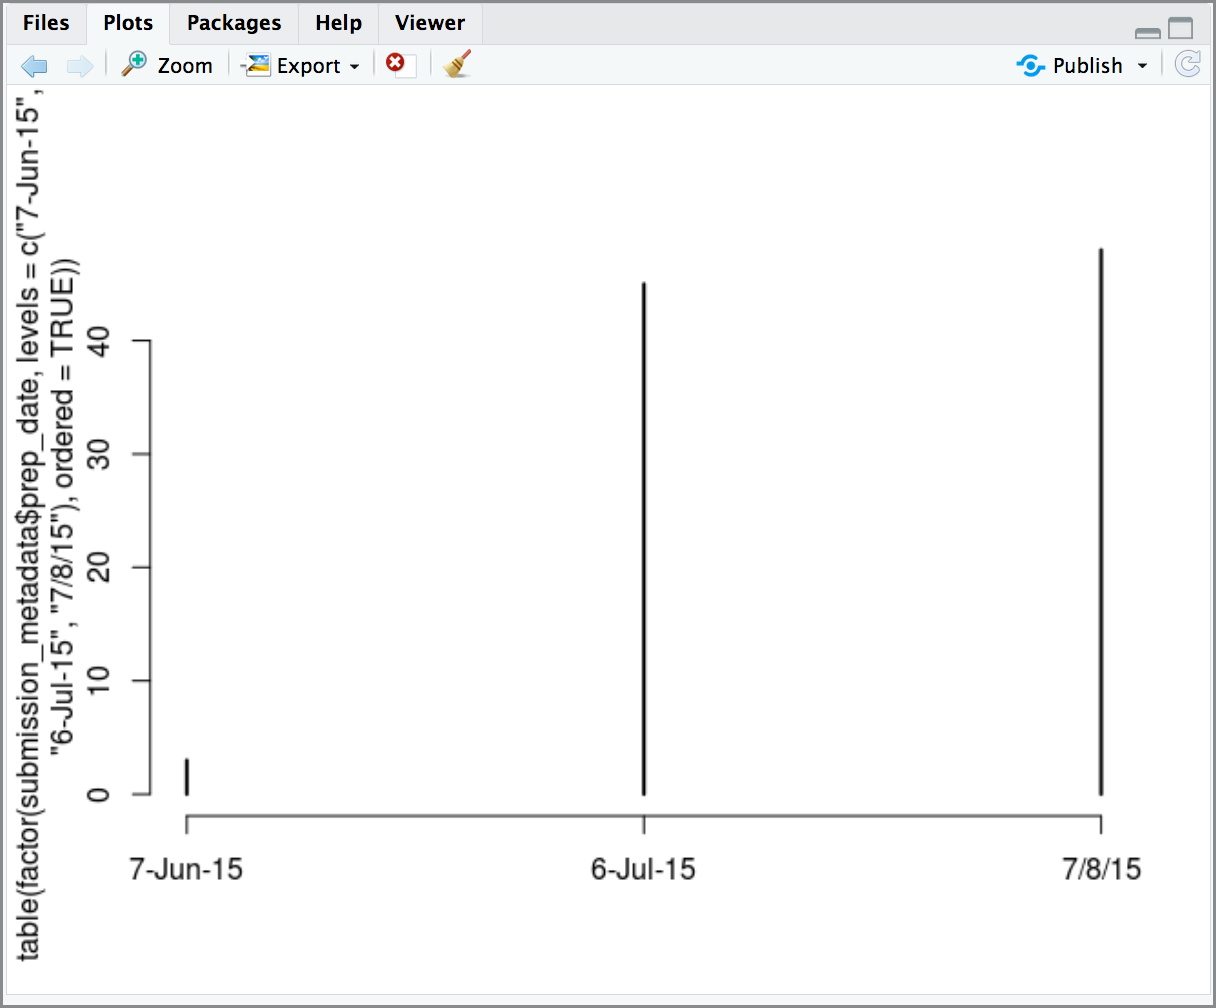 Files Plots Packages Help Viewer
Zoom Export Publish
table(factor(submission_metadata$prep_date, levels = c("7-Jun-15",
"6-Jul-15", "7/8/15"), ordered = TRUE))
40
30
20
10
0
7-Jun-15 6-Jul-15 7/8/15